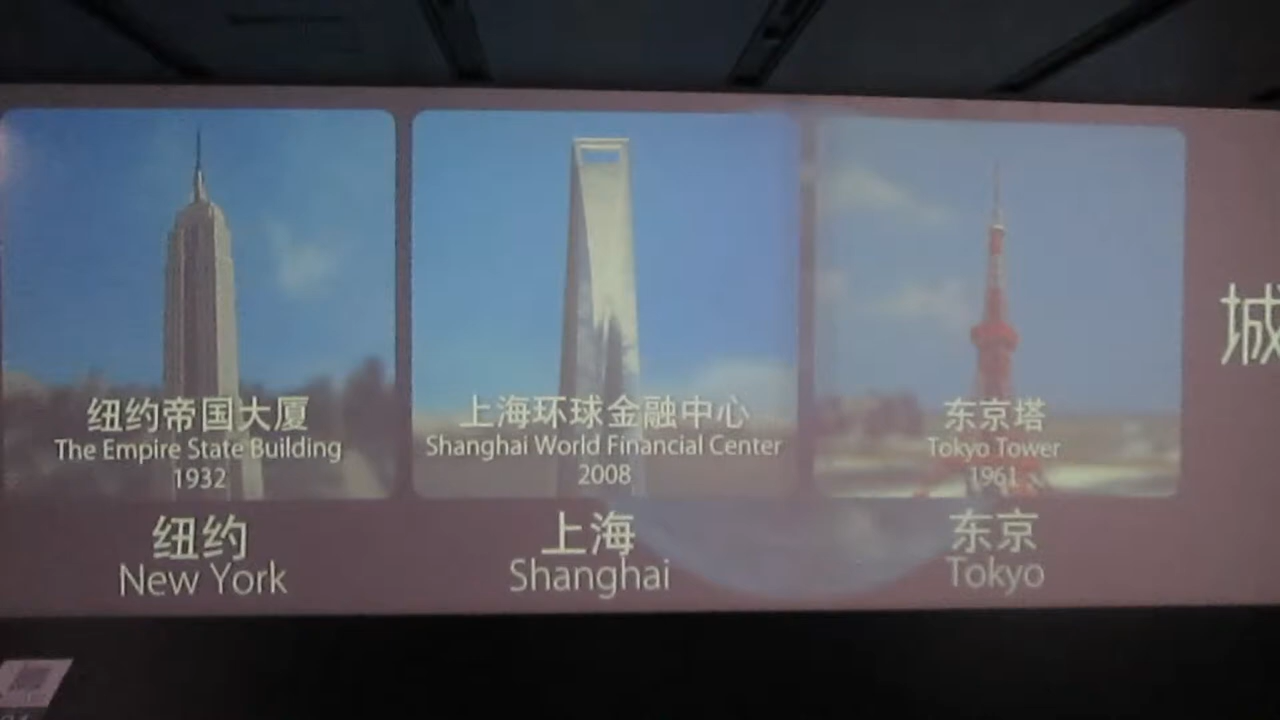 纽约帝国大厦
The Empire State Building
1932
纽约
New York
上海环球金融中心
Shanghai World Financial Center
2008
上海
Shanghai
东京塔
Tokyo Tower
1961
东京
Tokyo
城